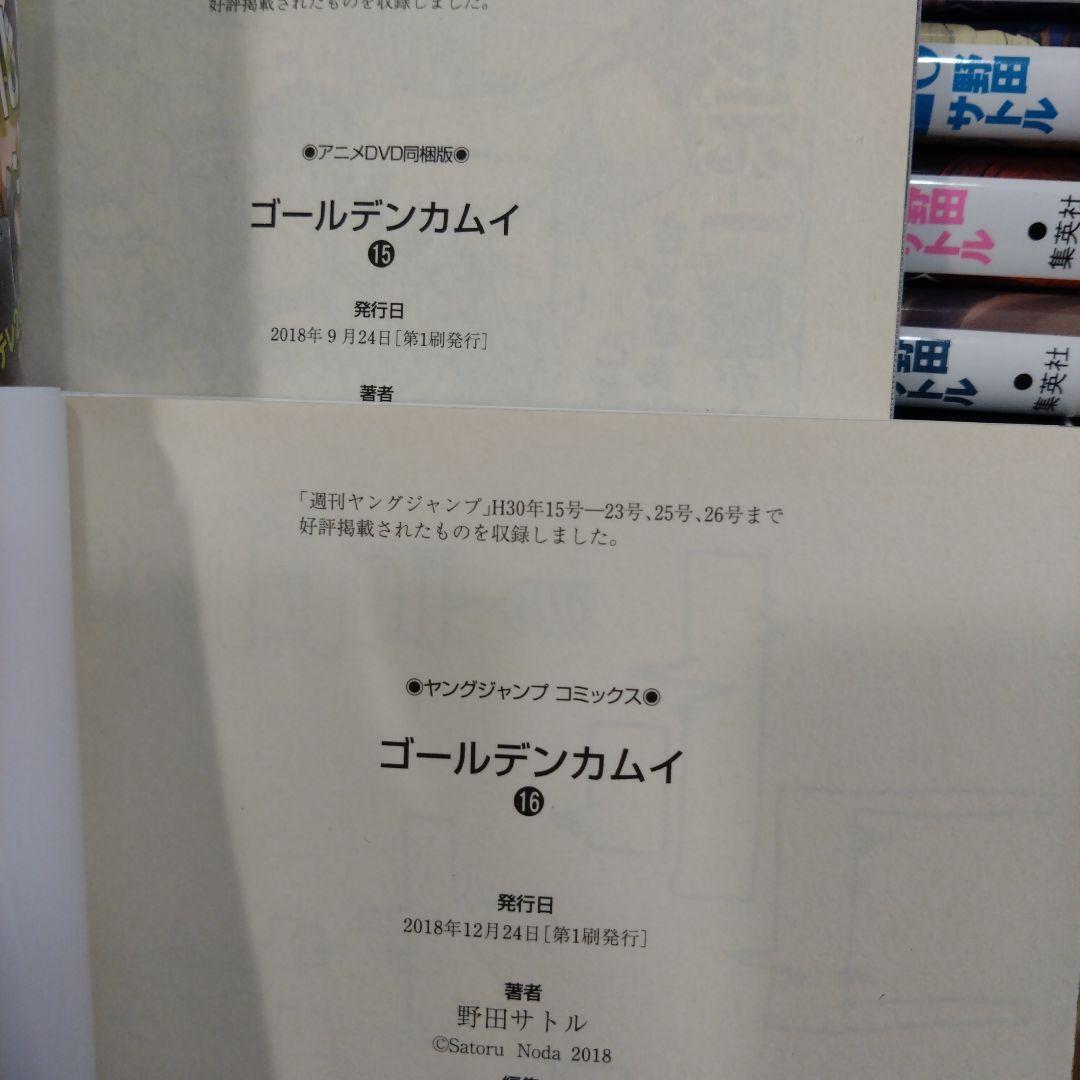 好評掲載されたものを収録しました。
◉アニメDVD同梱版◉
ゴールデンカムイ
⓯
発行日
2018年9月24日［第1刷発行］
著者
「週刊ヤングジャンプ」H30年15号―23号、25号、26号まで
好評掲載されたものを収録しました。
◉ヤングジャンプ コミックス◉
ゴールデンカムイ
⓰
発行日
2018年12月24日［第1刷発行］
著者
野田サトル
©Satoru Noda 2018
野田
サトル
野田
サトル
●集英社
野田
サトル
●集英社